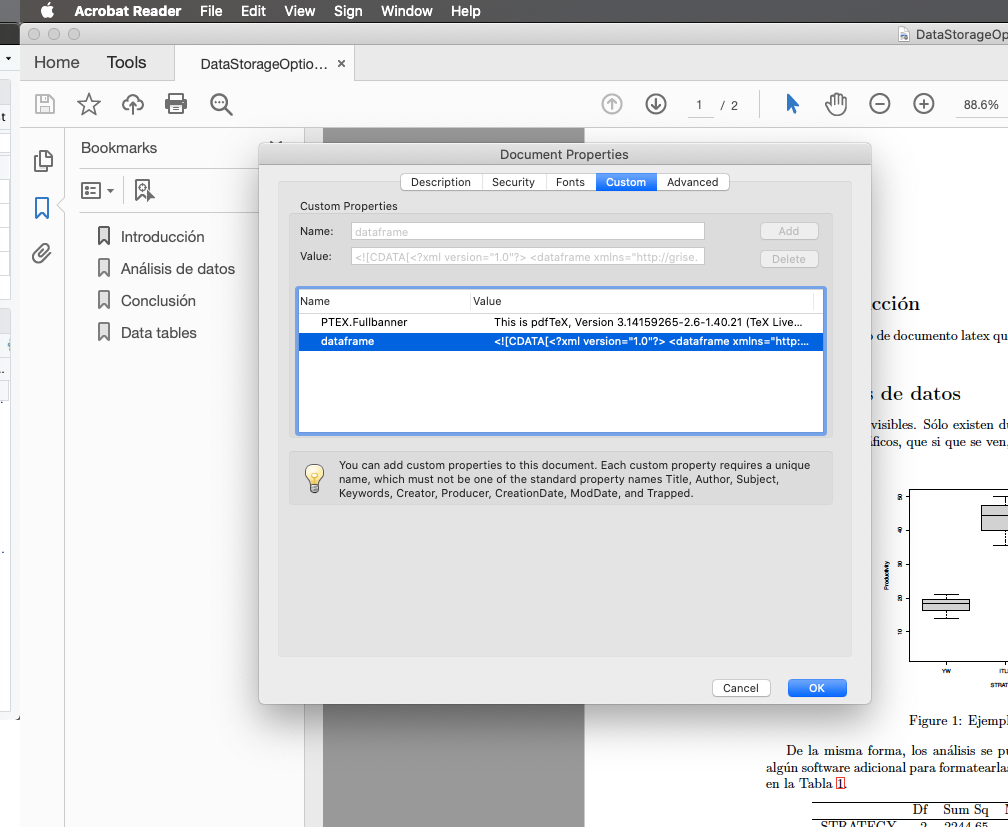 Acrobat Reader File Edit View Sign Window Help
DataStorageOp
Home Tools DataStorageOptio... ×
1 / 2 88.6%
Bookmarks
Introducción
Análisis de datos
Conclusión
Data tables
Document Properties
Description Security Fonts Custom Advanced
Custom Properties
Name: dataframe Add
Value: <![CDATA[<?xml version="1.0"?> <dataframe xmlns="http://grise. Delete
Name Value
PTEX.Fullbanner This is pdfTeX, Version 3.14159265-2.6-1.40.21 (TeX Live...
dataframe <![CDATA[<?xml version="1.0"?> <dataframe xmlns="http:...
You can add custom properties to this document. Each custom property requires a unique
name, which must not be one of the standard property names Title, Author, Subject,
Keywords, Creator, Producer, CreationDate, ModDate, and Trapped.
Cancel OK
cción
de documento latex qu
de datos
visibles. Sólo existen d
áficos, que si que se ven,
50
40
30
20
10
Productivity
YW ITL
STRAT
Figure 1: Ejempl
De la misma forma, los análisis se p
algún software adicional para formatearla
en la Tabla 1.
Df Sum Sq
STRATEGY 2 2244.65